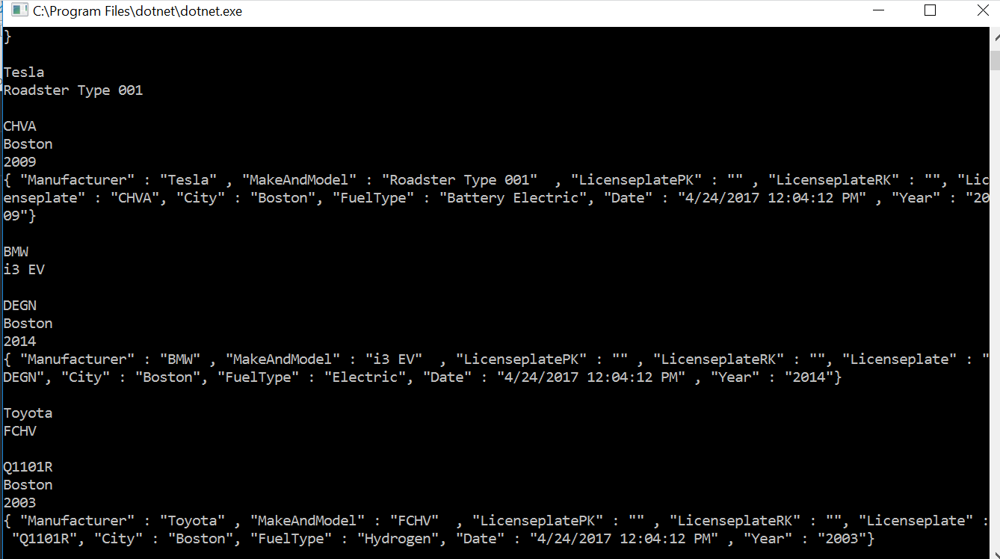 C:\Program Files\dotnet\dotnet.exe
}
Tesla
Roadster Type 001
CHVA
Boston
2009
{ "Manufacturer" : "Tesla" , "MakeAndModel" : "Roadster Type 001"  , "LicenseplatePK" : "" , "LicenseplateRK" : "", "Lic
enseplate" : "CHVA", "City" : "Boston", "FuelType" : "Battery Electric", "Date" : "4/24/2017 12:04:12 PM" , "Year" : "20
09"}
BMW
i3 EV
DEGN
Boston
2014
{ "Manufacturer" : "BMW" , "MakeAndModel" : "i3 EV"  , "LicenseplatePK" : "" , "LicenseplateRK" : "", "Licenseplate" : "
DEGN", "City" : "Boston", "FuelType" : "Electric", "Date" : "4/24/2017 12:04:12 PM" , "Year" : "2014"}
Toyota
FCHV
Q1101R
Boston
2003
{ "Manufacturer" : "Toyota" , "MakeAndModel" : "FCHV"  , "LicenseplatePK" : "" , "LicenseplateRK" : "", "Licenseplate" :
 "Q1101R", "City" : "Boston", "FuelType" : "Hydrogen", "Date" : "4/24/2017 12:04:12 PM" , "Year" : "2003"}